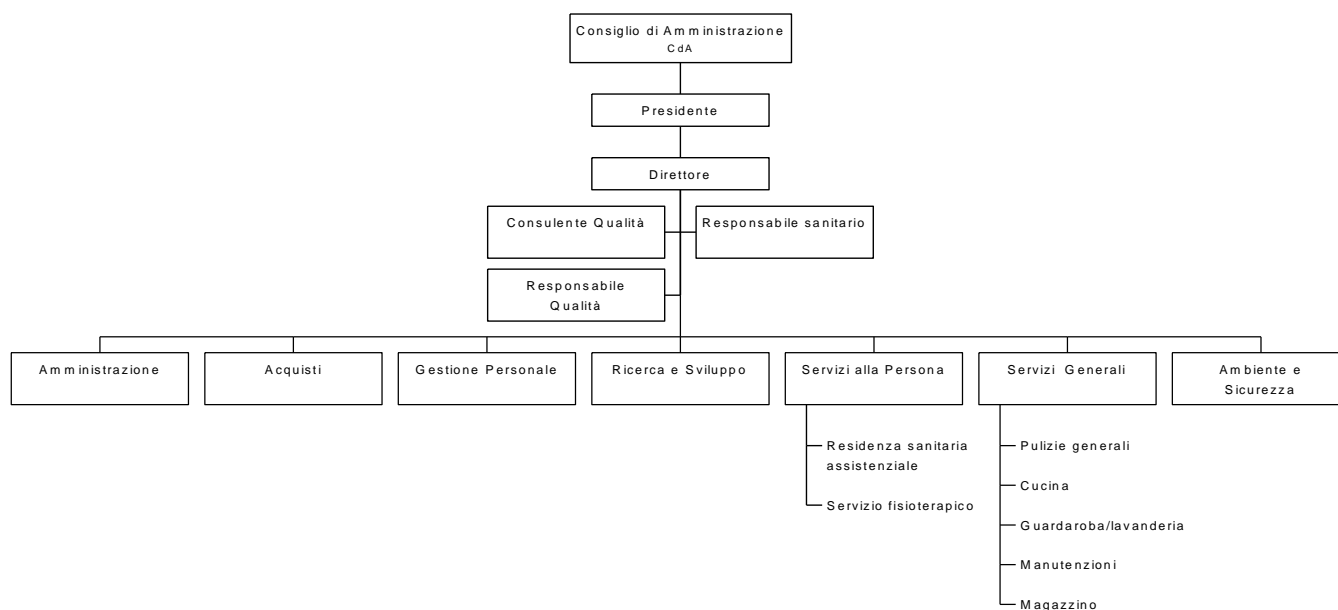 Consiglio di Amministrazione
CdA
Presidente
Direttore
Consulente Qualità
Responsabile sanitario
Responsabile
Qualità
Amministrazione
Acquisti
Gestione Personale
Ricerca e Sviluppo
Servizi alla Persona
Servizi Generali
Ambiente e
Sicurezza
Residenza sanitaria
assistenziale
Servizio fisioterapico
Pulizie generali
Cucina
Guardaroba/lavanderia
Manutenzioni
Magazzino